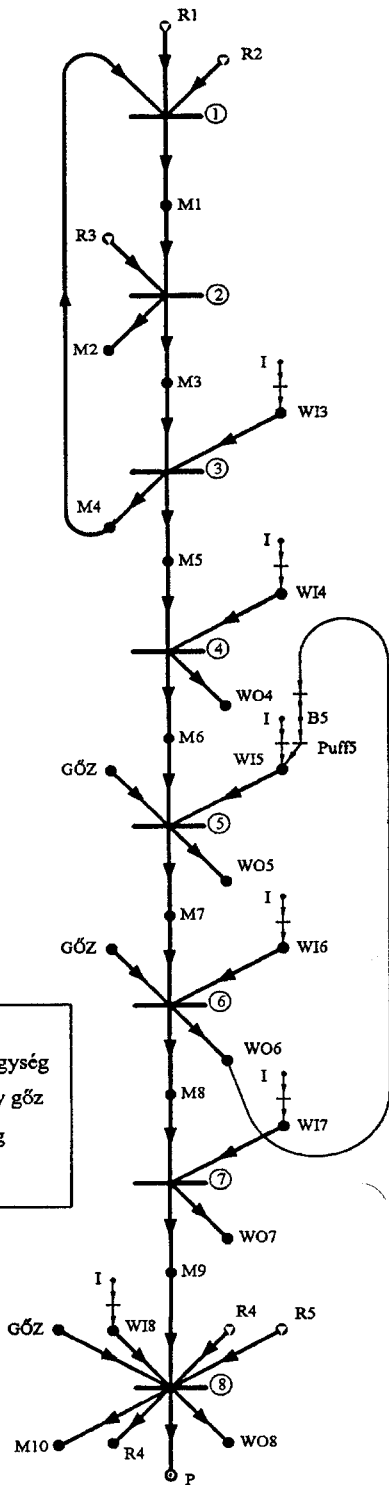 R1
R2
1
M1
R3
2
M2
M3
I
WI3
3
M4
M5
I
WI4
4
WO4
B5
M6
I
Puff5
GŐZ
WI5
5
WO5
M7
I
GŐZ
WI6
6
WO6
gység
I
y gőz
M8
WI7
g
7
WO7
M9
I
GŐZ
WI8
R4
R5
8
M10
R4
WO8
P